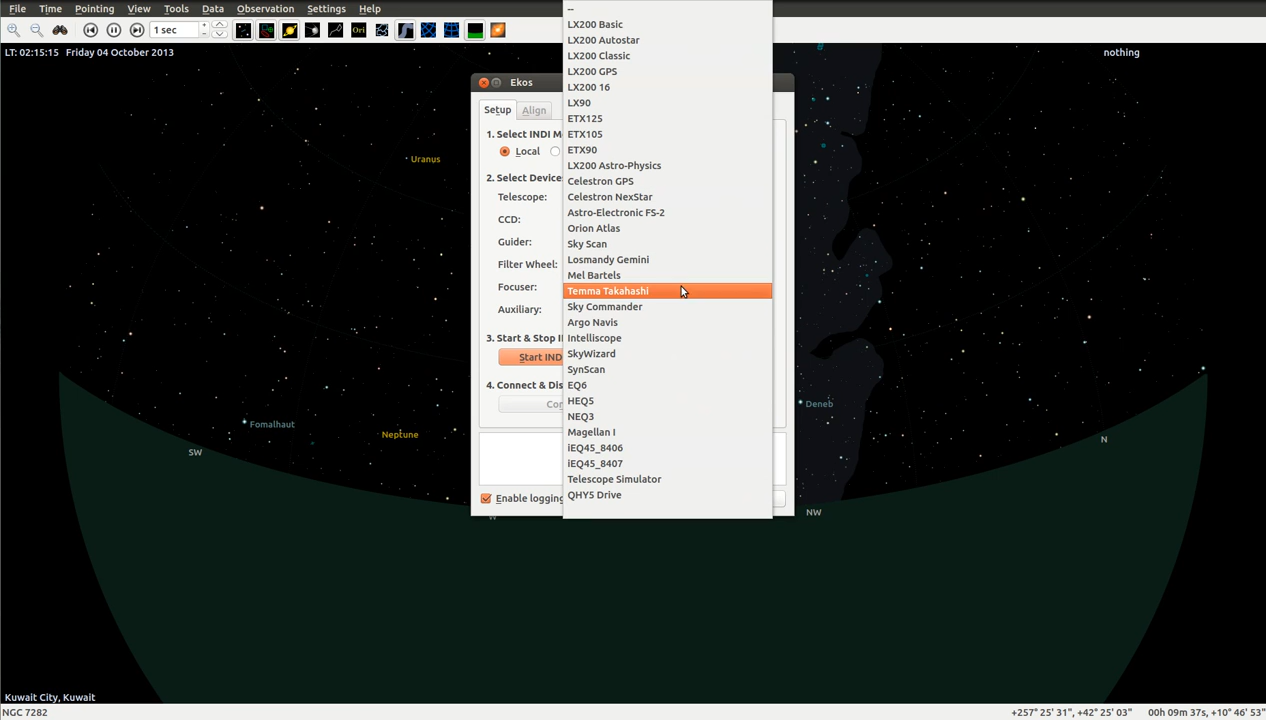 File Time Pointing View Tools Data Observation Settings Help
1 sec
Ori
LT: 02:15:15 Friday 04 October 2013
nothing
Ekos
Setup Align
1. Select INDI M
Local
2. Select Device
Telescope:
CCD:
Guider:
Filter Wheel:
Focuser:
Auxiliary:
3. Start & Stop I
Start IND
4. Connect & Dis
Co
Enable logging
--
LX200 Basic
LX200 Autostar
LX200 Classic
LX200 GPS
LX200 16
LX90
ETX125
ETX105
ETX90
LX200 Astro-Physics
Celestron GPS
Celestron NexStar
Astro-Electronic FS-2
Orion Atlas
Sky Scan
Losmandy Gemini
Mel Bartels
Temma Takahashi
Sky Commander
Argo Navis
Intelliscope
SkyWizard
SynScan
EQ6
HEQ5
NEQ3
Magellan I
iEQ45_8406
iEQ45_8407
Telescope Simulator
QHY5 Drive
Uranus
Fomalhaut
Neptune
Deneb
SW
W
NW
N
Kuwait City, Kuwait
NGC 7282
+257° 25' 31", +42° 25' 03" 00h 09m 37s, +10° 46' 53"